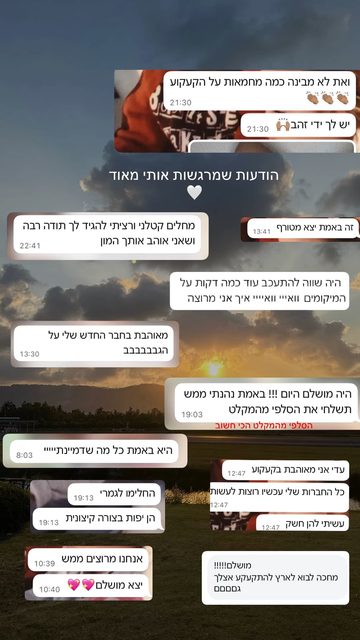 ואת לא מבינה כמה מחמאות על הקעקוע
👏🏽👏🏽👏🏽
21:30
יש לך ידי זהב🙌🏽
21:30
הודעות שמרגשות אותי מאוד
🤍
זה באמת יצא מטורף
13:41
מחלים קטלני ורציתי להגיד לך תודה רבה
ושאני אוהב אותך המון
22:41
היה שווה להתעכב עוד כמה דקות על
המיקומים וואייי וואיייי איך אני מרוצה
מאוהבת בחבר החדש שלי על
הגבבבבבב
13:30
היה מושלם היום !!! באמת נהנתי ממש
תשלחי את הסלפי מהמקלט
19:03
הסלפי מהמקלט הכי חשוב
היא באמת כל מה שדמיינתייייי
8:03
עדי אני מאוהבת בקעקוע
12:47
כל החברות שלי עכשיו רוצות לעשות
12:47
עשיתי להן חשק
12:47
החלימו לגמרי
19:13
הן יפות בצורה קיצונית
19:13
אנחנו מרוצים ממש
10:39
יצא מושלם💖💖
10:40
מושלם!!!!!
מחכה לבוא לארץ להתקעקע אצלך
גםםםם